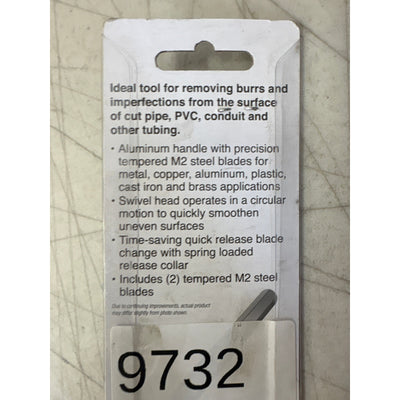 Ideal tool for removing burrs and
imperfections from the surface
of cut pipe, PVC, conduit and
other tubing.
• Aluminum handle with precision
tempered M2 steel blades for
metal, copper, aluminum, plastic,
cast iron and brass applications
• Swivel head operates in a circular
motion to quickly smoothen
uneven surfaces
• Time-saving quick release blade
change with spring loaded
release collar
• Includes (2) tempered M2 steel
blades
Due to continuing improvements, actual product
may differ slightly from photo shown.
9732